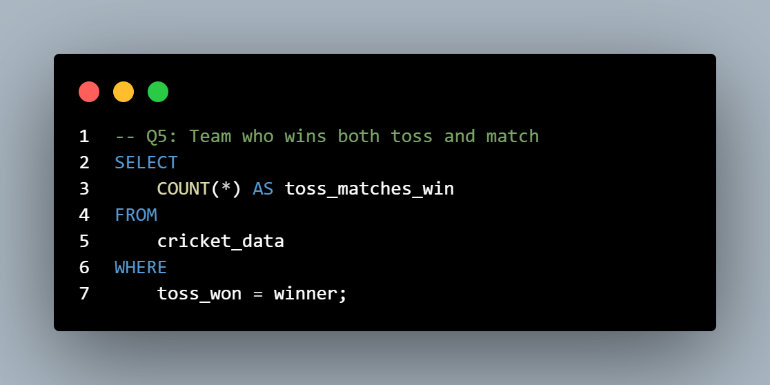 1 -- Q5: Team who wins both toss and match
2 SELECT
3     COUNT(*) AS toss_matches_win
4 FROM
5     cricket_data
6 WHERE
7     toss_won = winner;